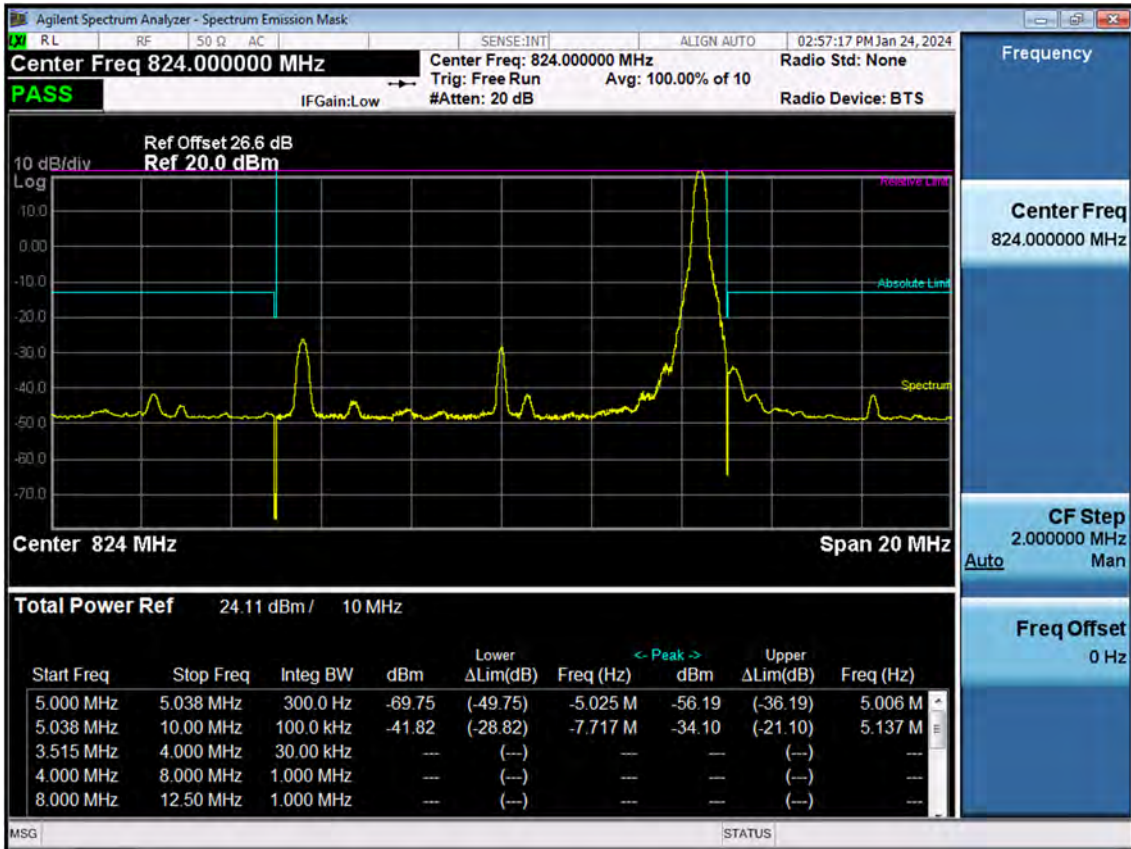 Agilent Spectrum Analyzer - Spectrum Emission Mask
LXI RL RF 50 Ω AC SENSE:INT ALIGN AUTO 02:57:17 PM Jan 24, 2024
Center Freq 824.000000 MHz
Center Freq: 824.000000 MHz
Radio Std: None
Trig: Free Run Avg: 100.00% of 10
PASS
IFGain:Low
#Atten: 20 dB
Radio Device: BTS
Ref Offset 26.6 dB
10 dB/div Ref 20.0 dBm
Log
Relative Limit
10.0
0.00
-10.0
Absolute Limit
-20.0
-30.0
-40.0
Spectrum
-50.0
-60.0
-70.0
Center 824 MHz Span 20 MHz
Total Power Ref 24.11 dBm / 10 MHz
Lower <- Peak -> Upper
Start Freq Stop Freq Integ BW dBm ΔLim(dB) Freq (Hz) dBm ΔLim(dB) Freq (Hz)
5.000 MHz 5.038 MHz 300.0 Hz -69.75 (-49.75) -5.025 M -56.19 (-36.19) 5.006 M
5.038 MHz 10.00 MHz 100.0 kHz -41.82 (-28.82) -7.717 M -34.10 (-21.10) 5.137 M
3.515 MHz 4.000 MHz 30.00 kHz --- (---) --- --- (---) ---
4.000 MHz 8.000 MHz 1.000 MHz --- (---) --- --- (---) ---
8.000 MHz 12.50 MHz 1.000 MHz --- (---) --- --- (---) ---
MSG STATUS
Frequency
Center Freq
824.000000 MHz
CF Step
2.000000 MHz
Auto Man
Freq Offset
0 Hz